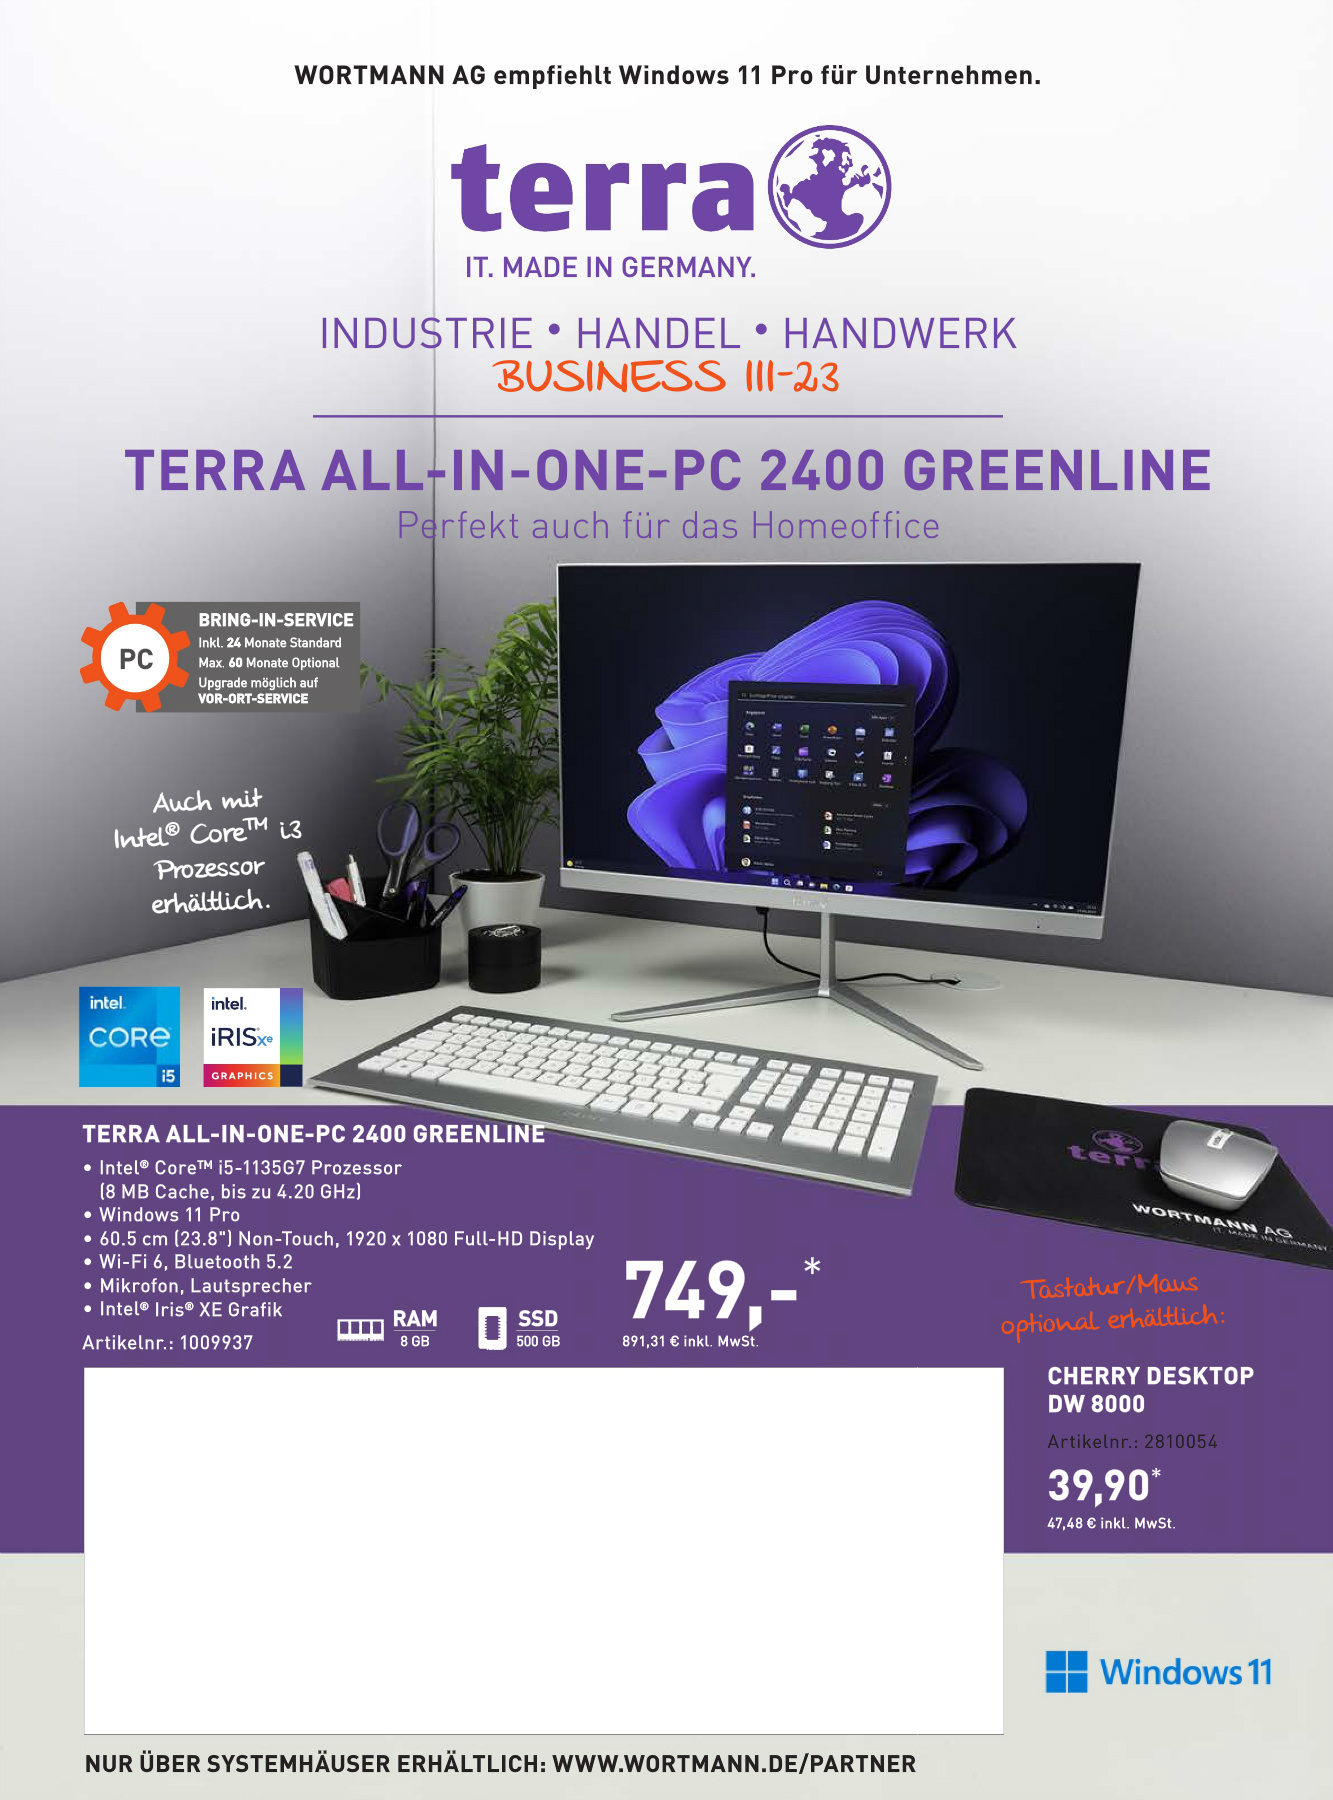 WORTMANN AG empfiehlt Windows 11 Pro für Unternehmen.
terra
IT. MADE IN GERMANY.
INDUSTRIE • HANDEL • HANDWERK
BUSINESS III-23
TERRA ALL-IN-ONE-PC 2400 GREENLINE
Perfekt auch für das Homeoffice
PC
BRING-IN-SERVICE
Inkl. 24 Monate Standard
Max. 60 Monate Optional
Upgrade möglich auf
VOR-ORT-SERVICE
Auch mit
Intel® Core™ i3
Prozessor
erhältlich.
intel.
CORE
i5
intel.
iRISxe
GRAPHICS
TERRA ALL-IN-ONE-PC 2400 GREENLINE
• Intel® Core™ i5-1135G7 Prozessor
(8 MB Cache, bis zu 4.20 GHz)
• Windows 11 Pro
• 60.5 cm (23.8") Non-Touch, 1920 x 1080 Full-HD Display
• Wi-Fi 6, Bluetooth 5.2
• Mikrofon, Lautsprecher
• Intel® Iris® XE Grafik
Artikelnr.: 1009937
RAM
8 GB
SSD
500 GB
749,-*
891,31 € inkl. MwSt.
terr
WORTMANN AG
IT. MADE IN GERMANY
Tastatur/Maus
optional erhältlich:
CHERRY DESKTOP
DW 8000
Artikelnr.: 2810054
39,90*
47,48 € inkl. MwSt.
Windows 11
NUR ÜBER SYSTEMHÄUSER ERHÄLTLICH: WWW.WORTMANN.DE/PARTNER